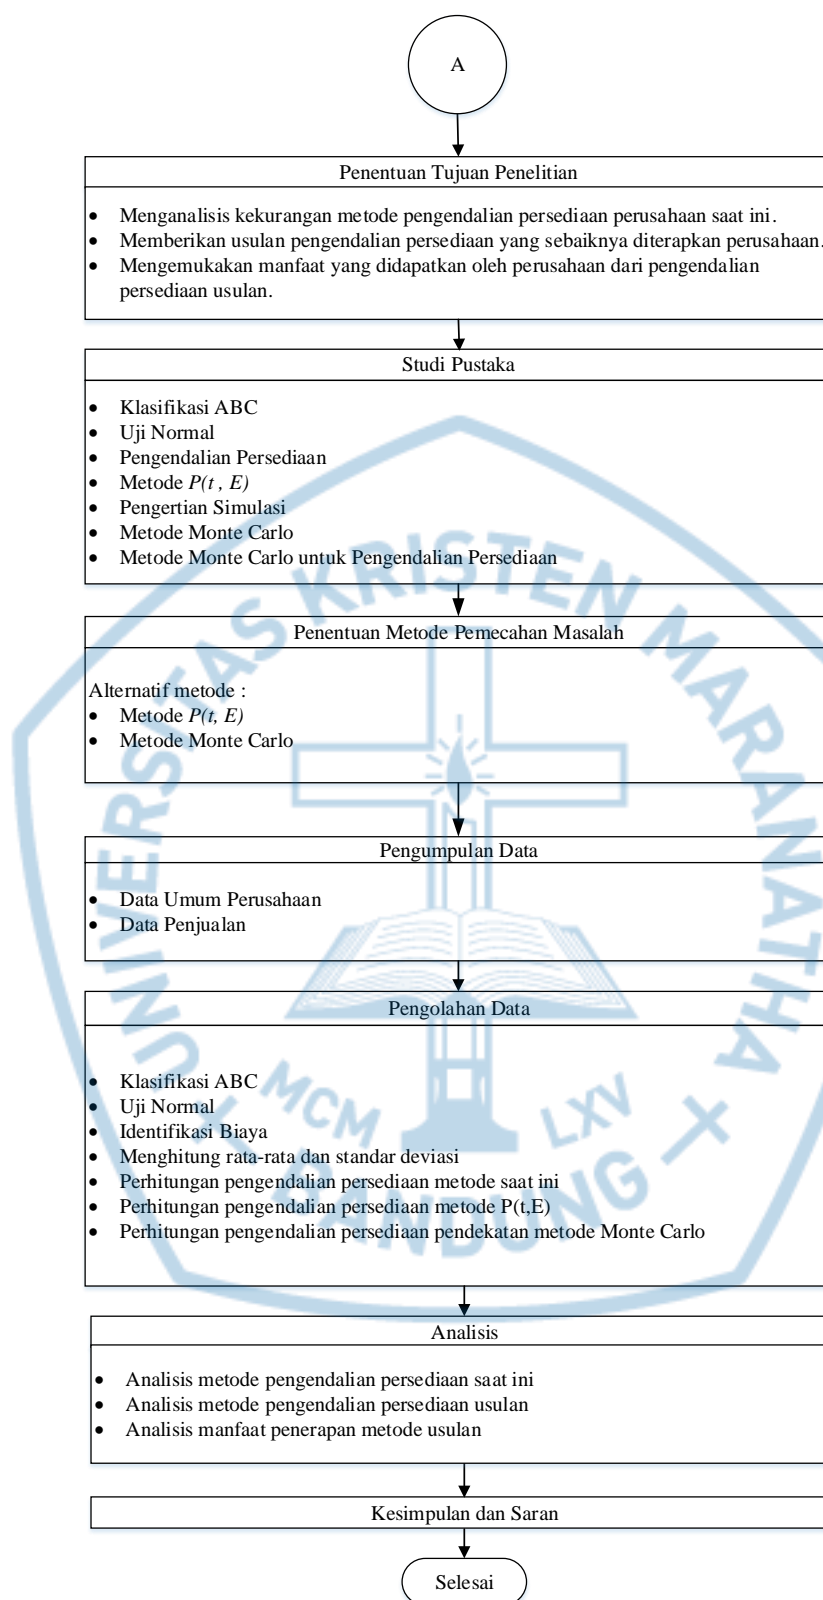 A
Penentuan Tujuan Penelitian
• Menganalisis kekurangan metode pengendalian persediaan perusahaan saat ini.
• Memberikan usulan pengendalian persediaan yang sebaiknya diterapkan perusahaan.
• Mengemukakan manfaat yang didapatkan oleh perusahaan dari pengendalian
persediaan usulan.
Studi Pustaka
• Klasifikasi ABC
• Uji Normal
• Pengendalian Persediaan
• Metode P(t , E)
• Pengertian Simulasi
• Metode Monte Carlo
• Metode Monte Carlo untuk Pengendalian Persediaan
Penentuan Metode Pemecahan Masalah
Alternatif metode :
• Metode P(t, E)
• Metode Monte Carlo
Pengumpulan Data
• Data Umum Perusahaan
• Data Penjualan
Pengolahan Data
• Klasifikasi ABC
• Uji Normal
• Identifikasi Biaya
• Menghitung rata-rata dan standar deviasi
• Perhitungan pengendalian persediaan metode saat ini
• Perhitungan pengendalian persediaan metode P(t,E)
• Perhitungan pengendalian persediaan pendekatan metode Monte Carlo
Analisis
• Analisis metode pengendalian persediaan saat ini
• Analisis metode pengendalian persediaan usulan
• Analisis manfaat penerapan metode usulan
Kesimpulan dan Saran
Selesai
UNIVERSITAS KRISTEN MARANATHA
MCM LXV
BANDUNG